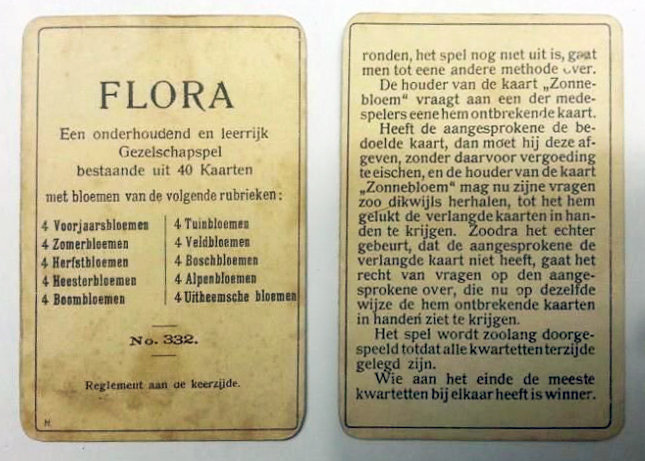 FLORA
Een onderhoudend en leerrijk
Gezelschapspel
bestaande uit 40 Kaarten
met bloemen van de volgende rubrieken:
4 Voorjaarsbloemen
4 Zomerbloemen
4 Herfstbloemen
4 Heesterbloemen
4 Boombloemen
4 Tuinbloemen
4 Veldbloemen
4 Boschbloemen
4 Alpenbloemen
4 Uitheemsche bloemen
No. 332.
Reglement aan de keerzijde.
H
ronden, het spel nog niet uit is, gaat
men tot eene andere methode over.
De houder van de kaart „Zonne-
bloem“ vraagt aan een der mede-
spelers eene hem ontbrekende kaart.
Heeft de aangesprokene de be-
doelde kaart, dan moet hij deze af-
geven, zonder daarvoor vergoeding
te eischen, en de houder van de kaart
„Zonnebloem“ mag nu zijne vragen
zoo dikwijls herhalen, tot het hem
gelukt de verlangde kaarten in han-
den te krijgen. Zoodra het echter
gebeurt, dat de aangesprokene de
verlangde kaart niet heeft, gaat het
recht van vragen op den aange-
sprokene over, die nu op dezelfde
wijze de hem ontbrekende kaarten
in handen ziet te krijgen.
Het spel wordt zoolang doorge-
speeld totdat alle kwartetten terzijde
gelegd zijn.
Wie aan het einde de meeste
kwartetten bij elkaar heeft is winner.